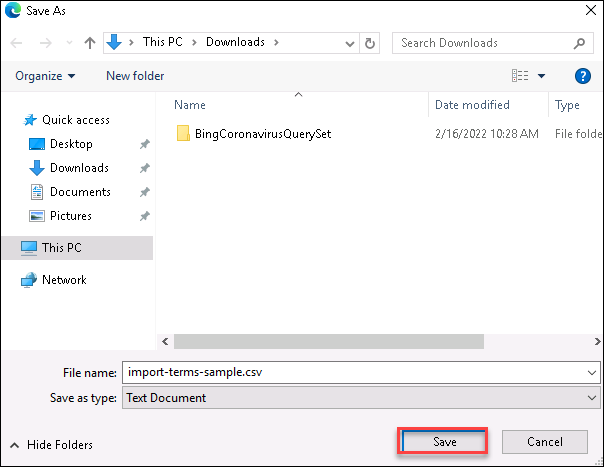 Save As
This PC > Downloads >
Search Downloads
Organize
New folder
?
Name
Date modified
Type
Quick access
Desktop
Downloads
Documents
Pictures
This PC
Network
BingCoronavirusQuerySet
2/16/2022 10:28 AM
File folde
File name:
import-terms-sample.csv
Save as type:
Text Document
Hide Folders
Save
Cancel